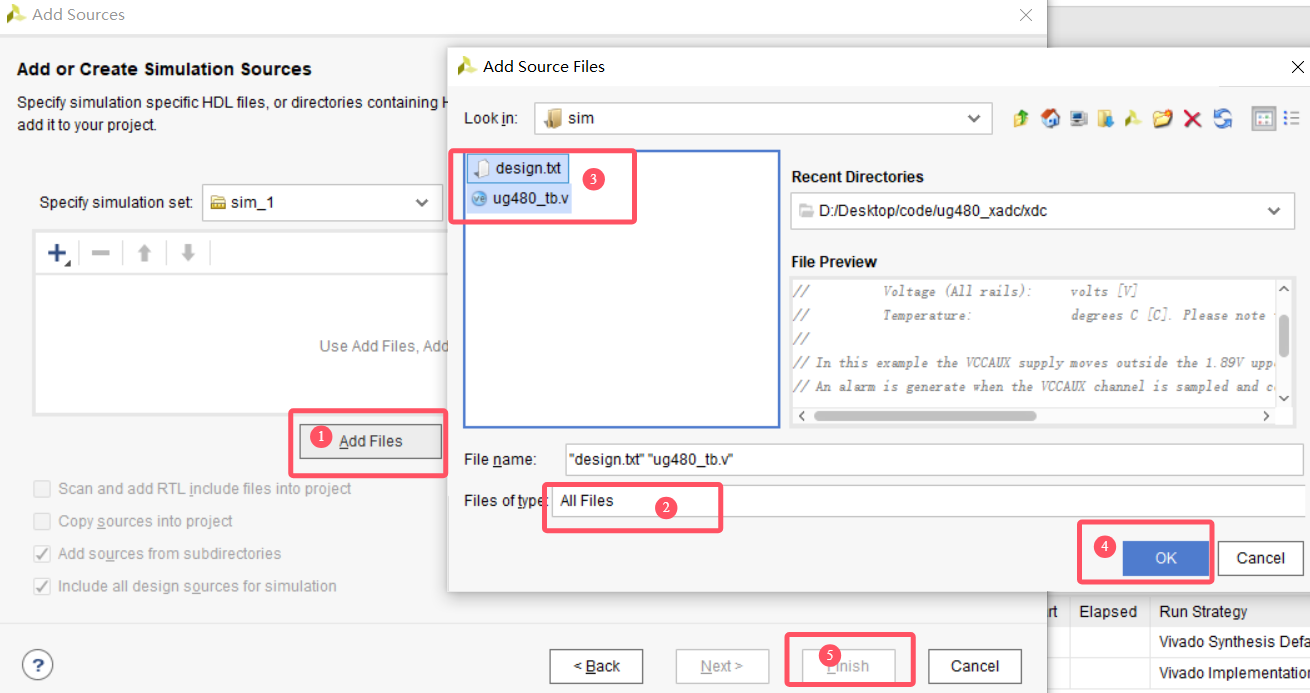 Add Sources
Add or Create Simulation Sources
Specify simulation specific HDL files, or directories containing
add it to your project.
Specify simulation set:
sim_1
Use Add Files, Add
1
Add Files
Scan and add RTL include files into project
Copy sources into project
Add sources from subdirectories
Include all design sources for simulation
?
< Back
Next >
5
inish
Cancel
Add Source Files
Look in:
sim
design.txt
3
ug480_tb.v
Recent Directories
D:/Desktop/code/ug480_xadc/xdc
File Preview
// Voltage (All rails): volts [V]
// Temperature: degrees C [C]. Please note
//
// In this example the VCCAUX supply moves outside the 1.89V upp
// An alarm is generate when the VCCAUX channel is sampled and c
File name:
"design.txt" "ug480_tb.v"
Files of type:
All Files
2
4
OK
Cancel
rt
Elapsed
Run Strategy
Vivado Synthesis Defa
Vivado Implementation